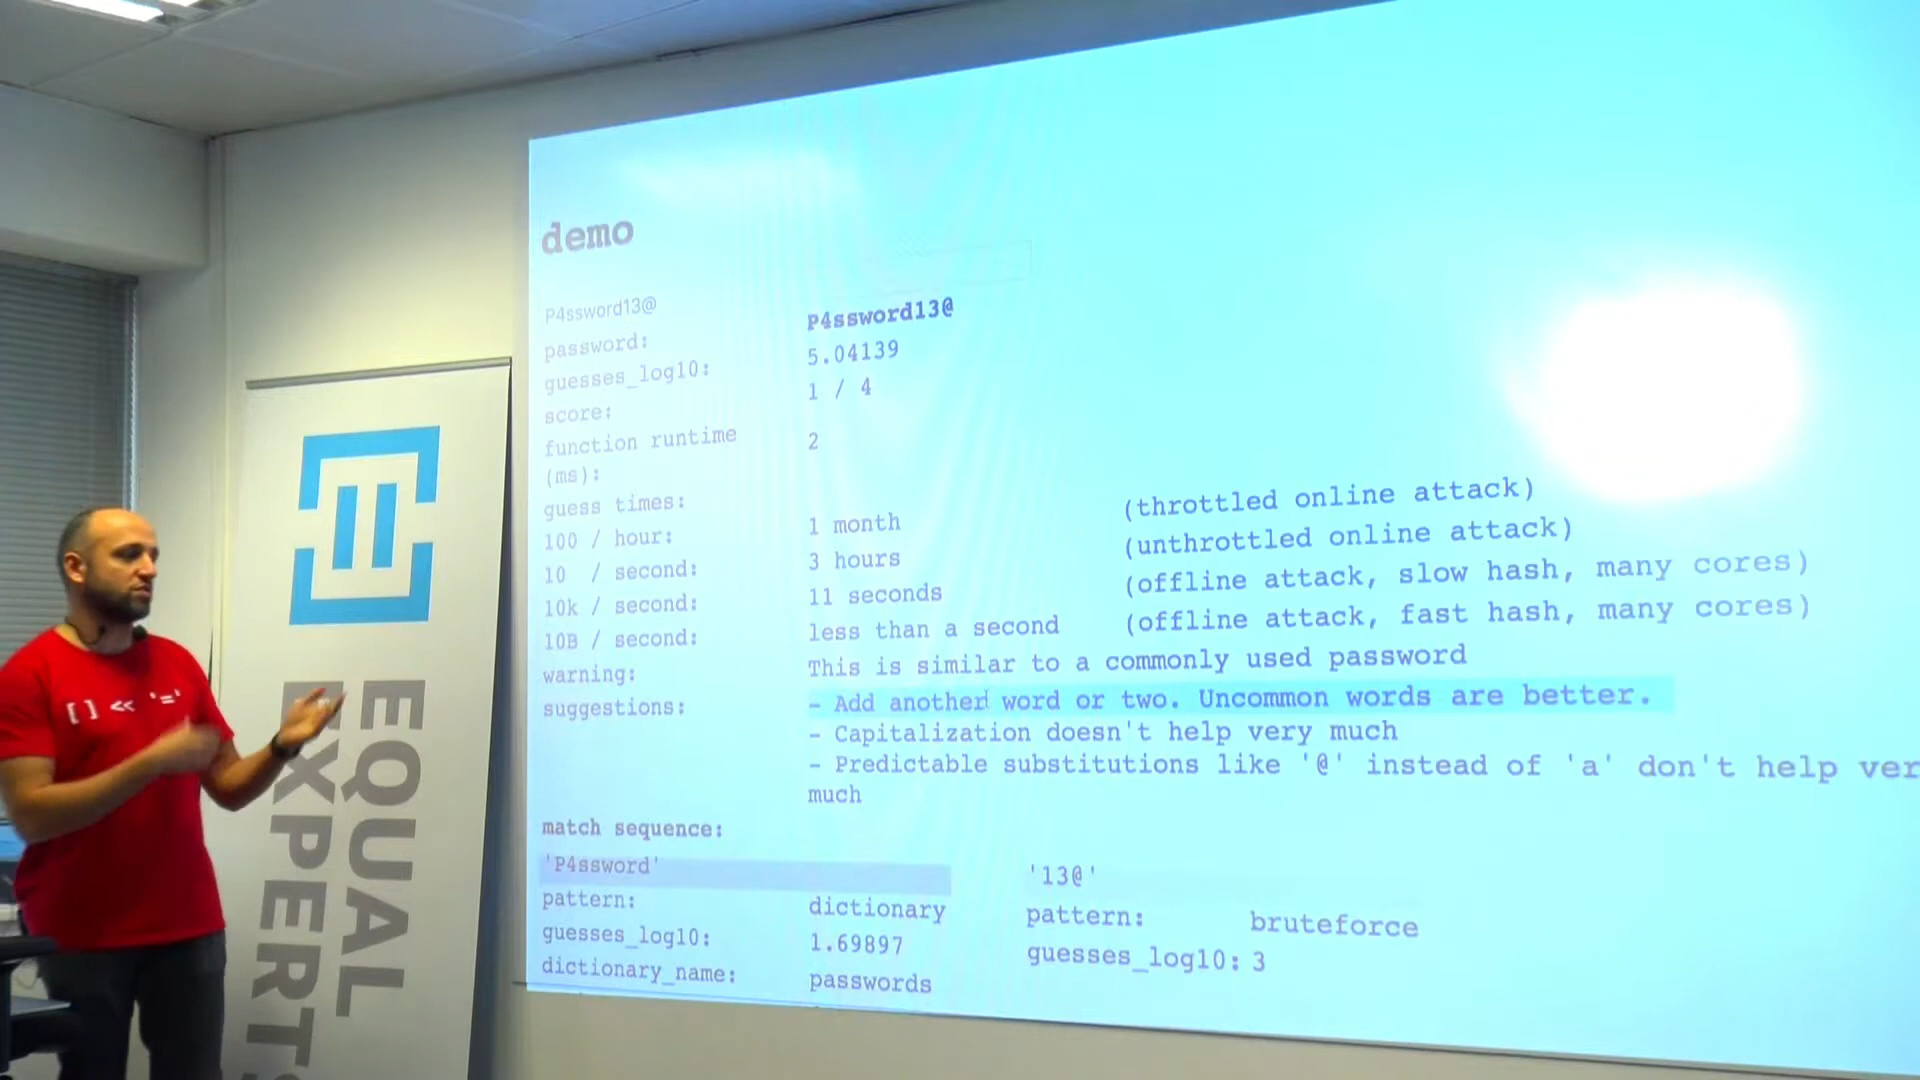 demo
P4ssword13@
password: P4ssword13@
guesses_log10: 5.04139
score: 1 / 4
function runtime (ms): 2
guess times:
100 / hour: 1 month (throttled online attack)
10 / second: 3 hours (unthrottled online attack)
10k / second: 11 seconds (offline attack, slow hash, many cores)
10B / second: less than a second (offline attack, fast hash, many cores)
warning: This is similar to a commonly used password
suggestions: - Add another word or two. Uncommon words are better.
- Capitalization doesn't help very much
- Predictable substitutions like '@' instead of 'a' don't help ver
much
match sequence:
'P4ssword' '13@'
pattern: dictionary pattern: bruteforce
guesses_log10: 1.69897 guesses_log10: 3
dictionary_name: passwords
EQUAL
EXPERTS
[ ] << '='